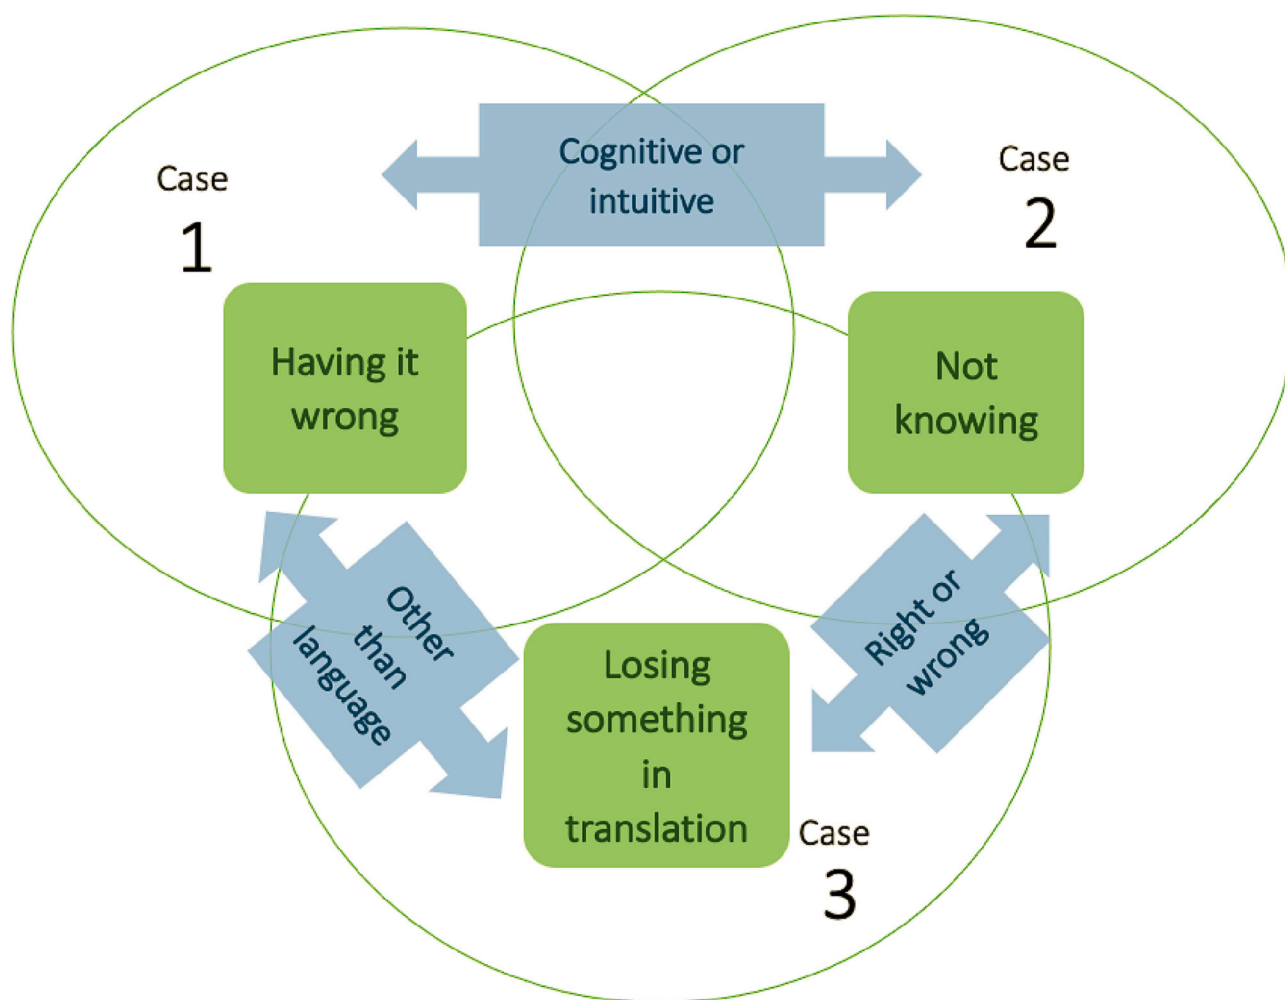 Case
1
Cognitive or
intuitive
Case
2
Having it
wrong
Not
knowing
Other
than
language
Right or
wrong
Losing
something
in
translation
Case
3